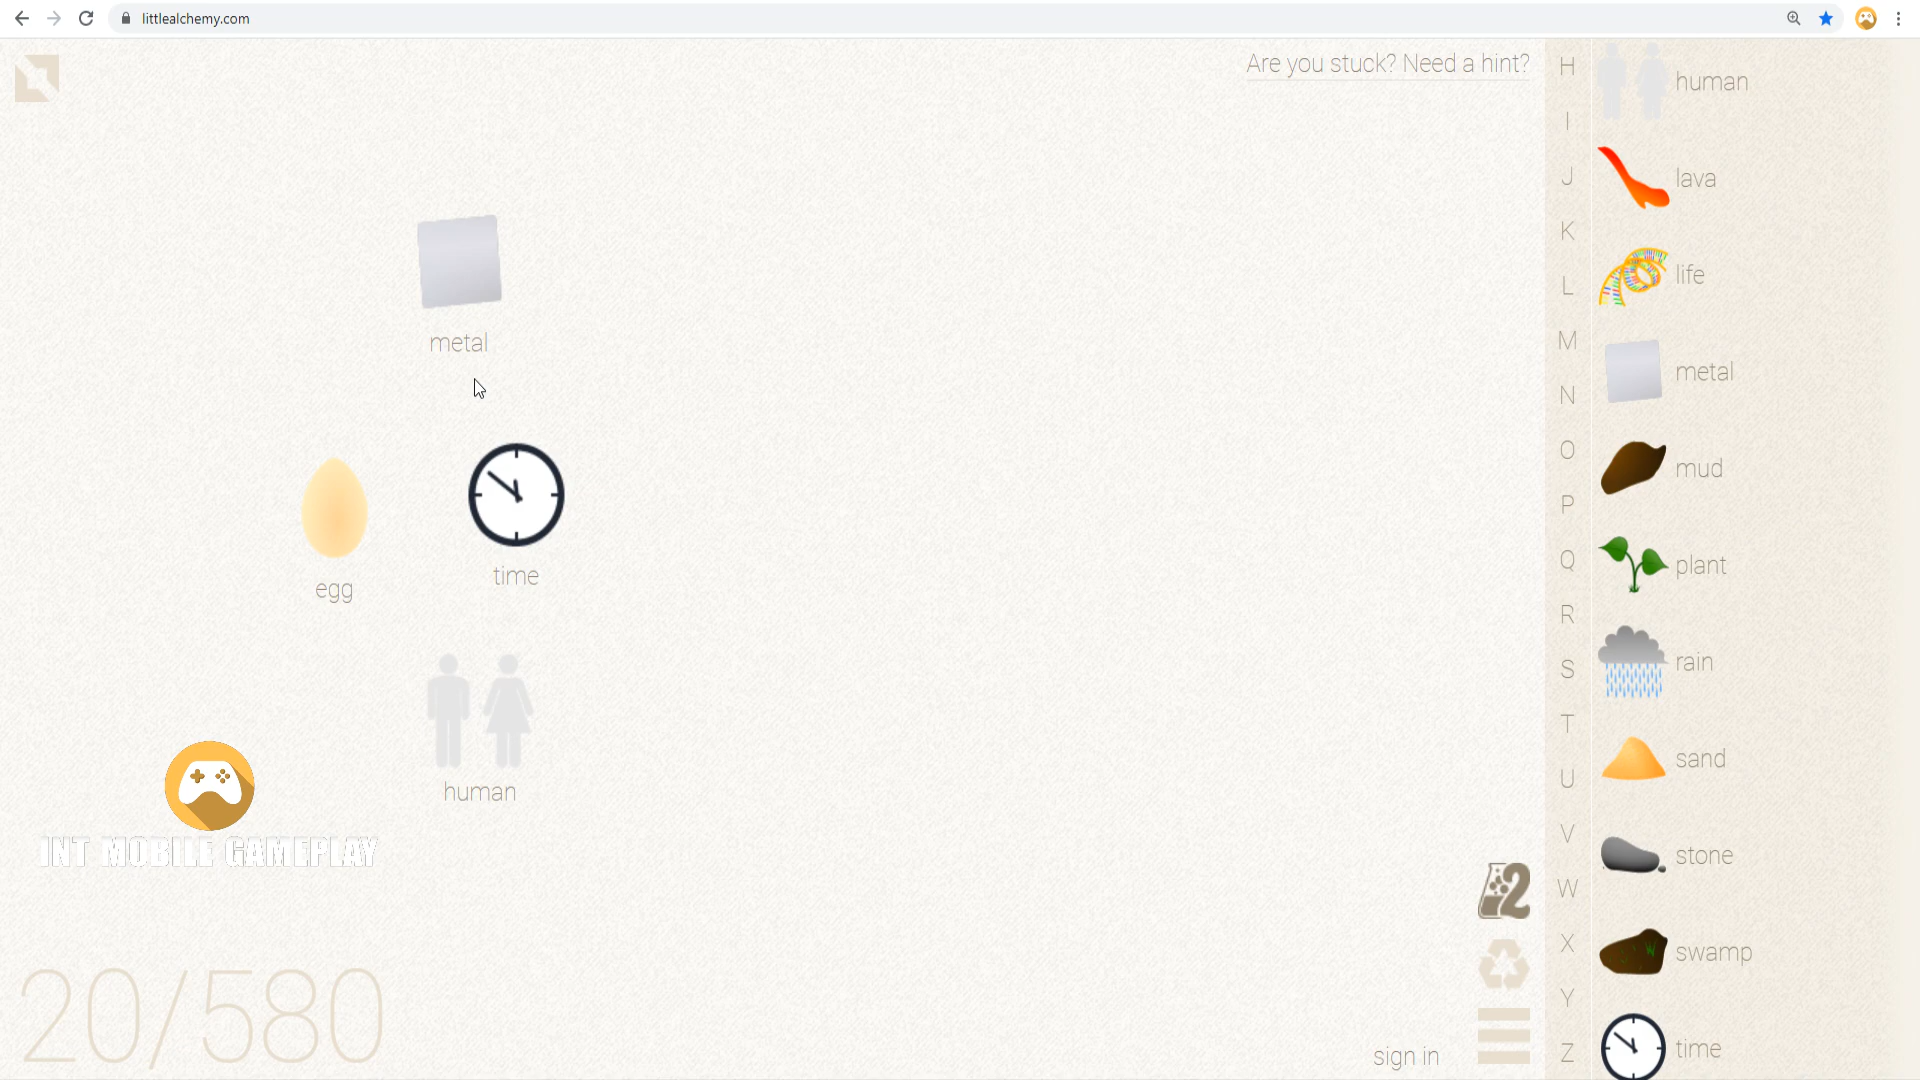 littlealchemy.com
Are you stuck? Need a hint?
metal
egg
time
human
INT MOBILE GAMEPLAY
20/580
2
sign in
H
I
J
K
L
M
N
O
P
Q
R
S
T
U
V
W
X
Y
Z
human
lava
life
metal
mud
plant
rain
sand
stone
swamp
time